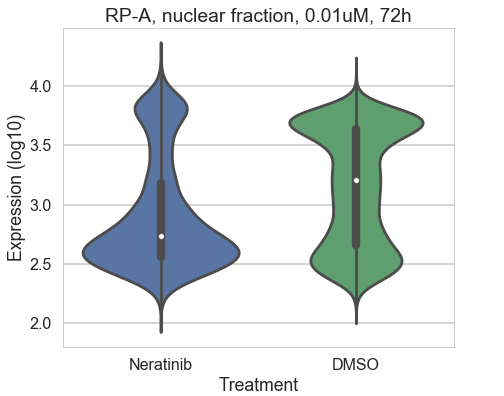 RP-A, nuclear fraction, 0.01uM, 72h
Expression (log10)
4.0
3.5
3.0
2.5
2.0
Neratinib DMSO
Treatment